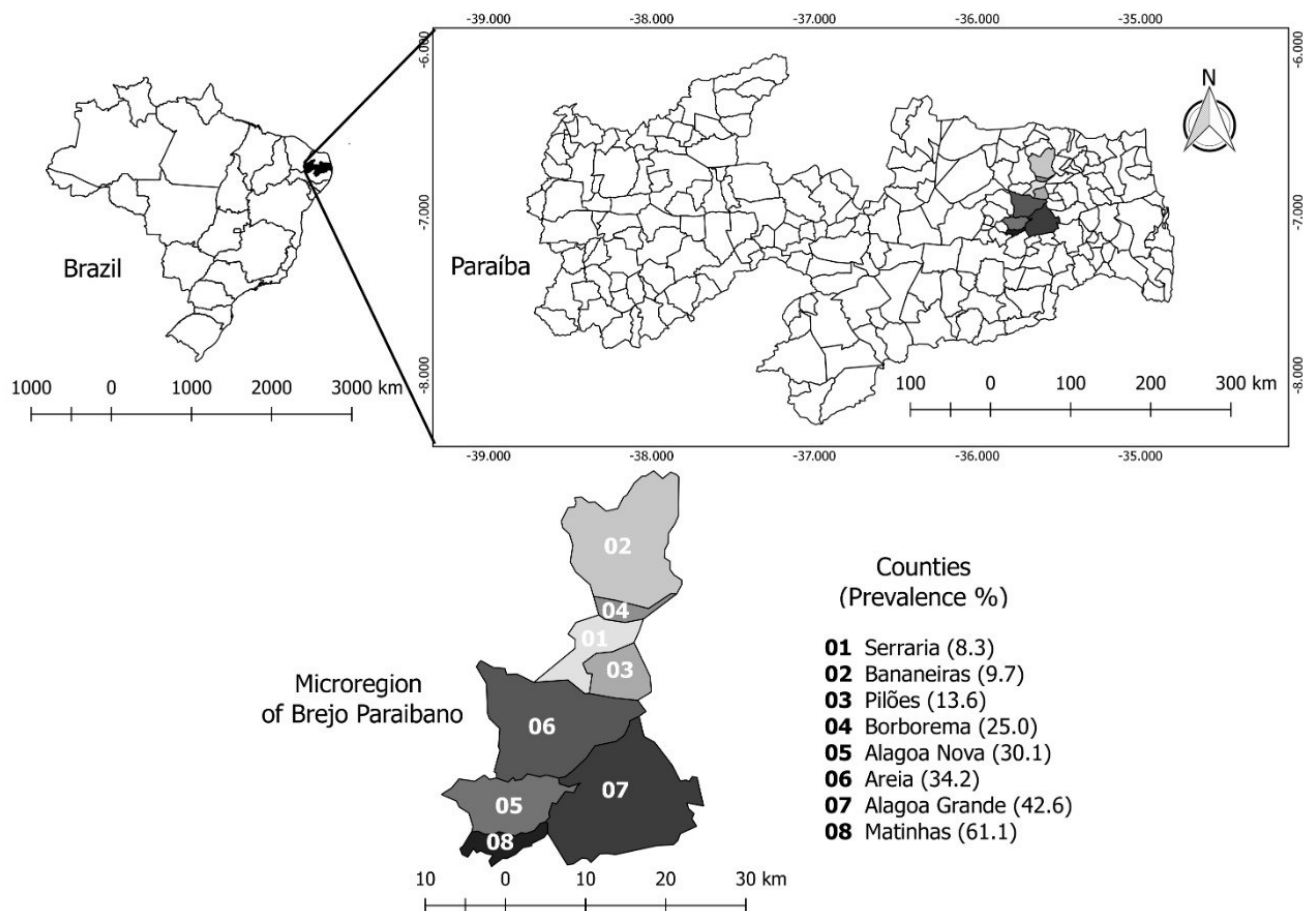 -39.000 -38.000 -37.000 -36.000 -35.000
-6.000
-7.000
-8.000
-6.000
-7.000
-8.000
N
Brazil
Paraíba
1000 0 1000 2000 3000 km
100 0 100 200 300 km
-39.000 -38.000 -37.000 -36.000 -35.000
02
04
01
03
06
07
05
08
Microregion
of Brejo Paraibano
10 0 10 20 30 km
Counties
(Prevalence %)
01 Serraria (8.3)
02 Bananeiras (9.7)
03 Pilões (13.6)
04 Borborema (25.0)
05 Alagoa Nova (30.1)
06 Areia (34.2)
07 Alagoa Grande (42.6)
08 Matinhas (61.1)